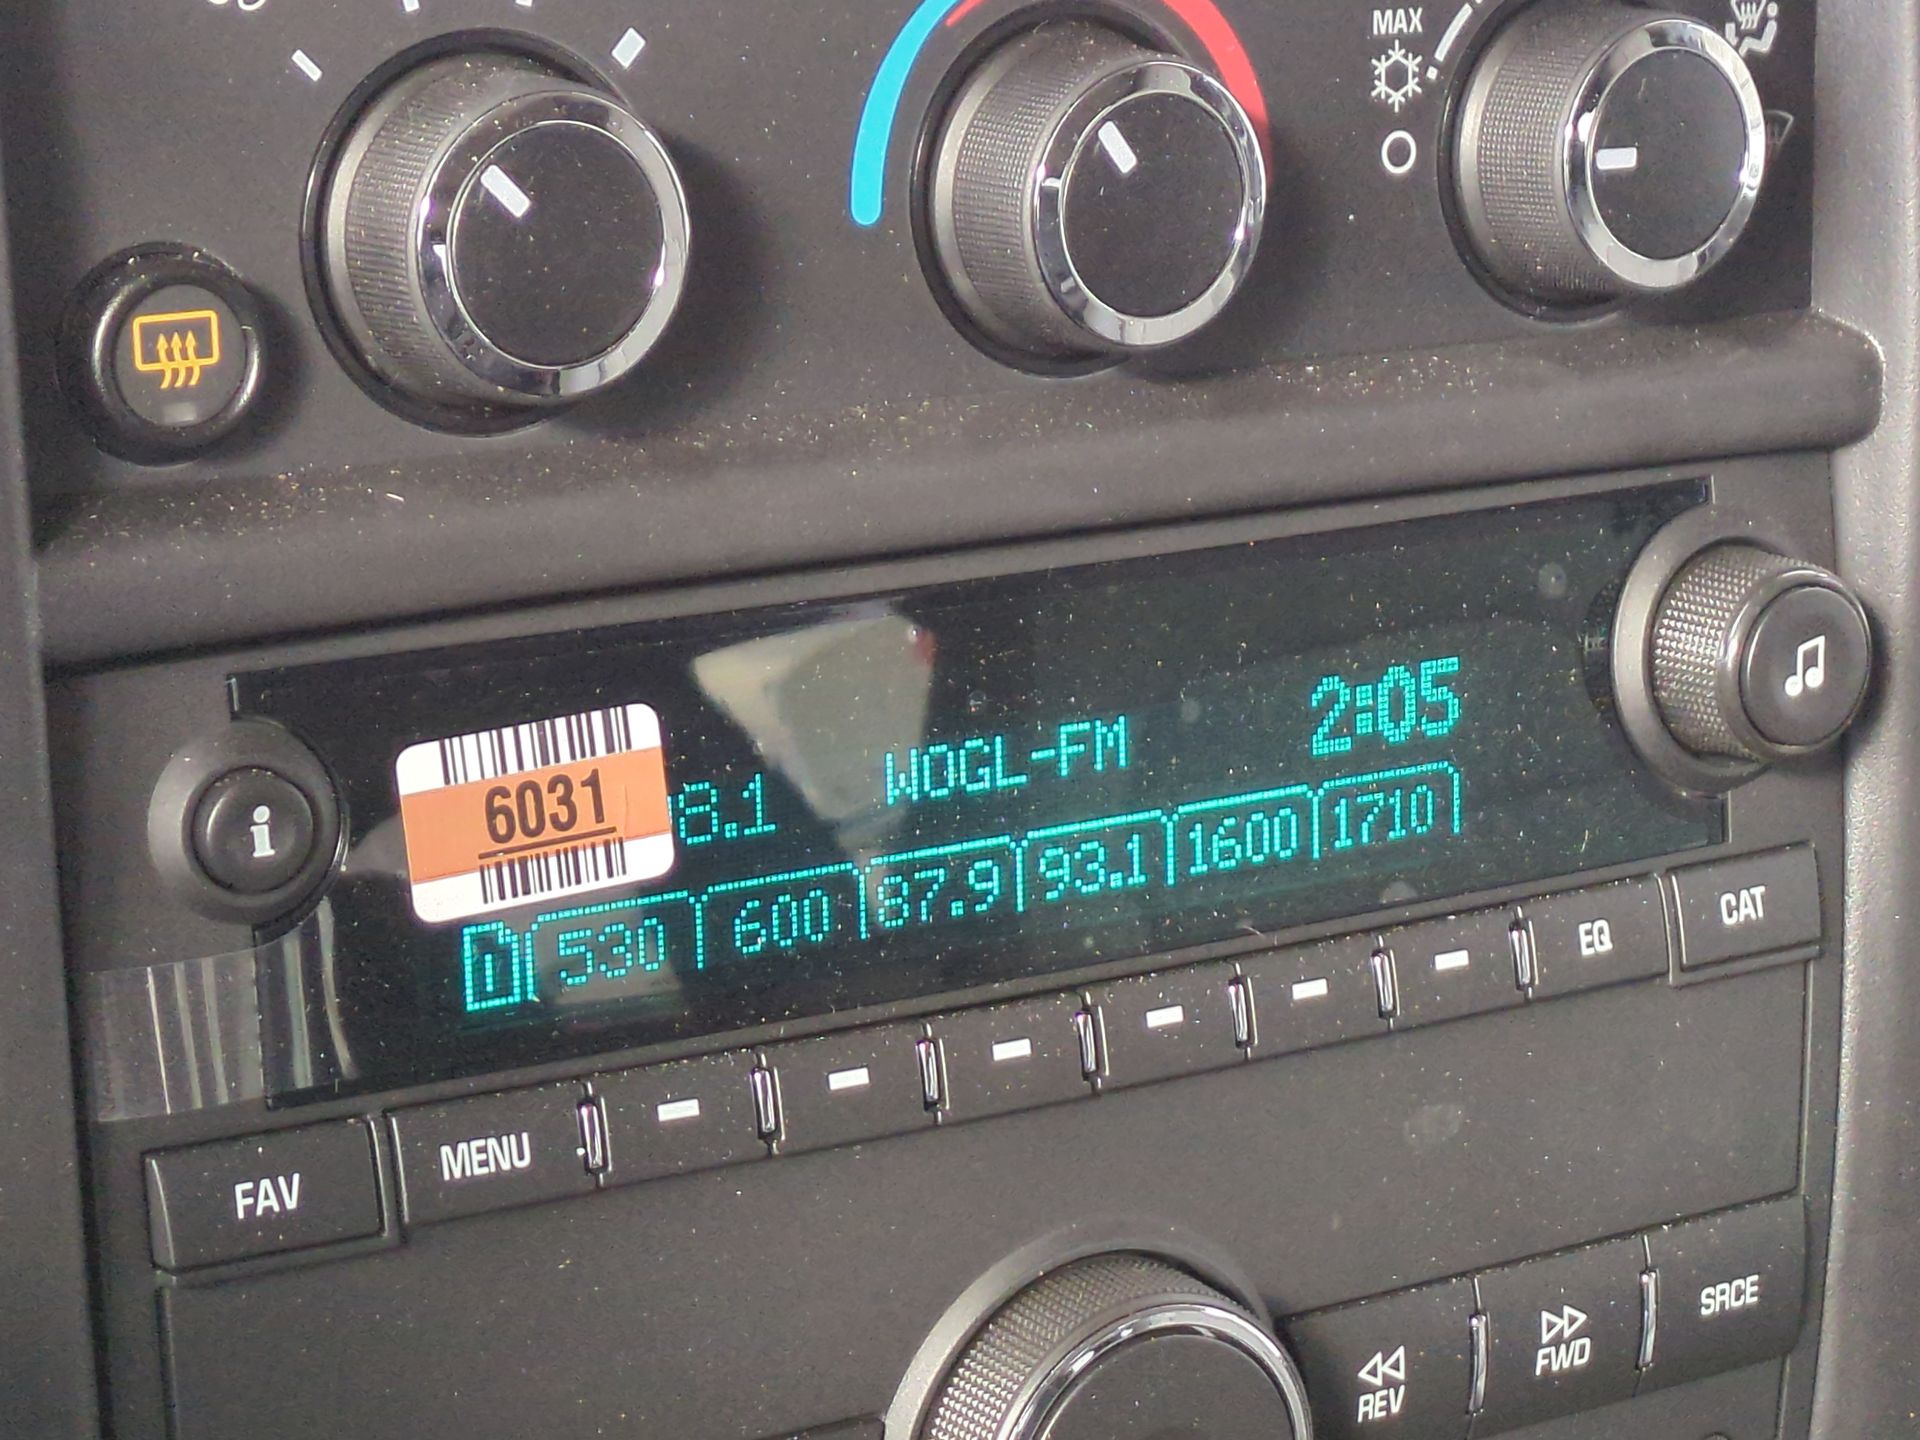 MAX
6031
8.1
WOGL-FM
2:05
1
530
600
87.9
93.1
1600
1710
i
FAV
MENU
EQ
CAT
REV
FWD
SRCE